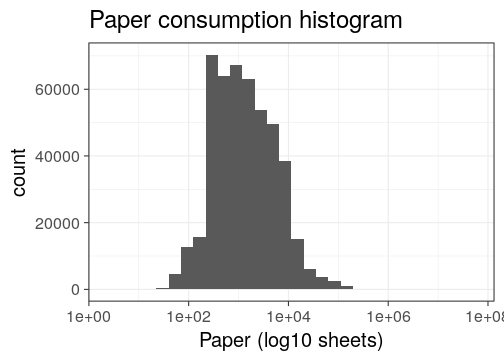 Paper consumption histogram
60000
40000
20000
0
count
1e+00 1e+02 1e+04 1e+06 1e+08
Paper (log10 sheets)